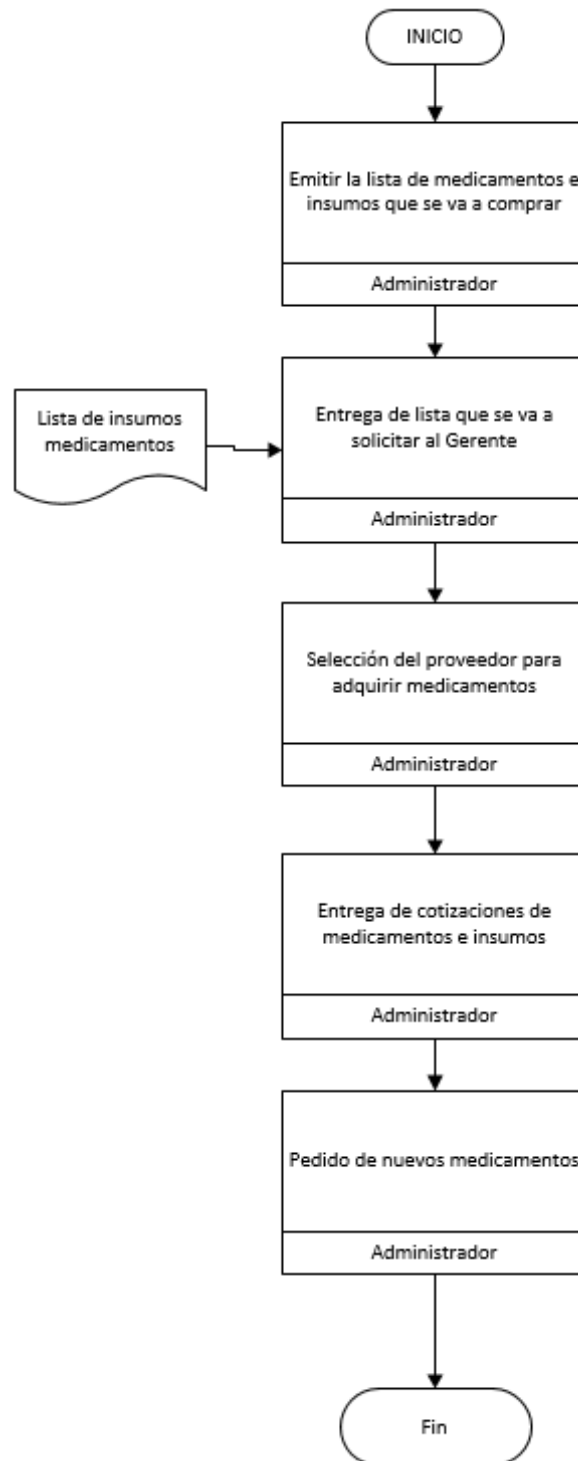 INICIO
Emitir la lista de medicamentos e
insumos que se va a comprar
Administrador
Lista de insumos
medicamentos
Entrega de lista que se va a
solicitar al Gerente
Administrador
Selección del proveedor para
adquirir medicamentos
Administrador
Entrega de cotizaciones de
medicamentos e insumos
Administrador
Pedido de nuevos medicamentos
Administrador
Fin